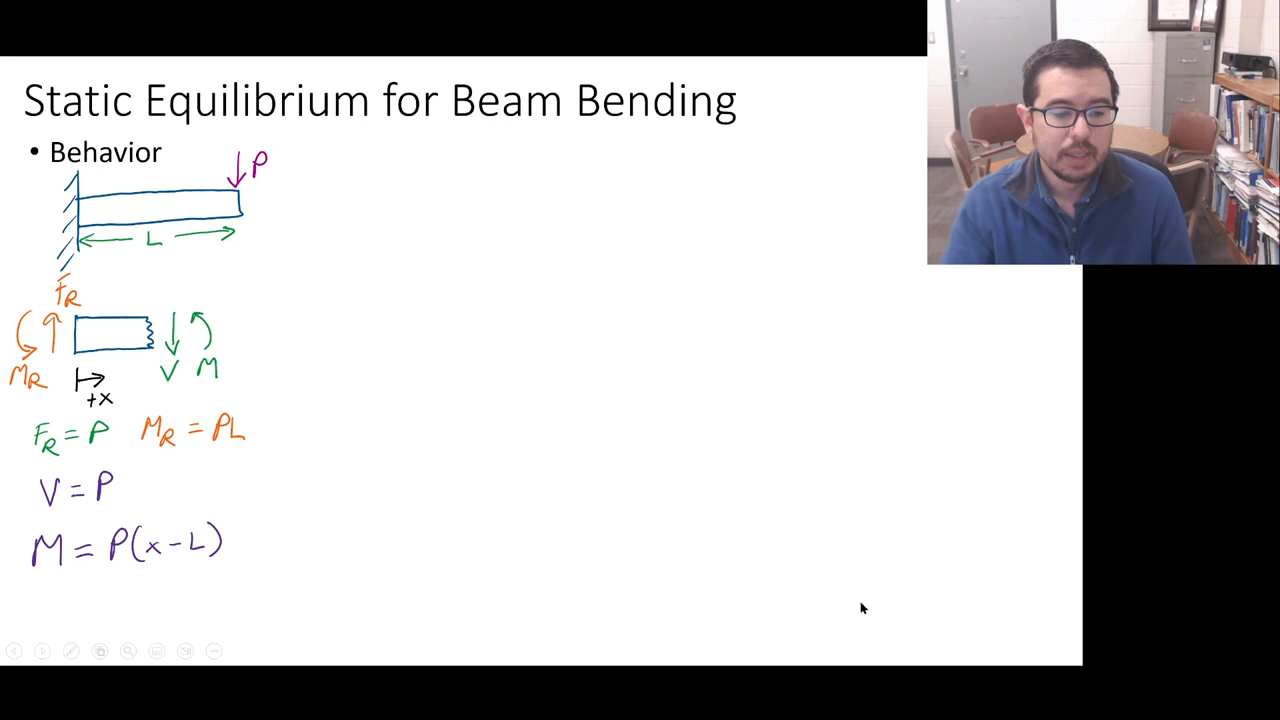 Static Equilibrium for Beam Bending
• Behavior
P
L
F_R
M_R
V M
+x
F_R = P M_R = PL
V = P
M = P(x-L)